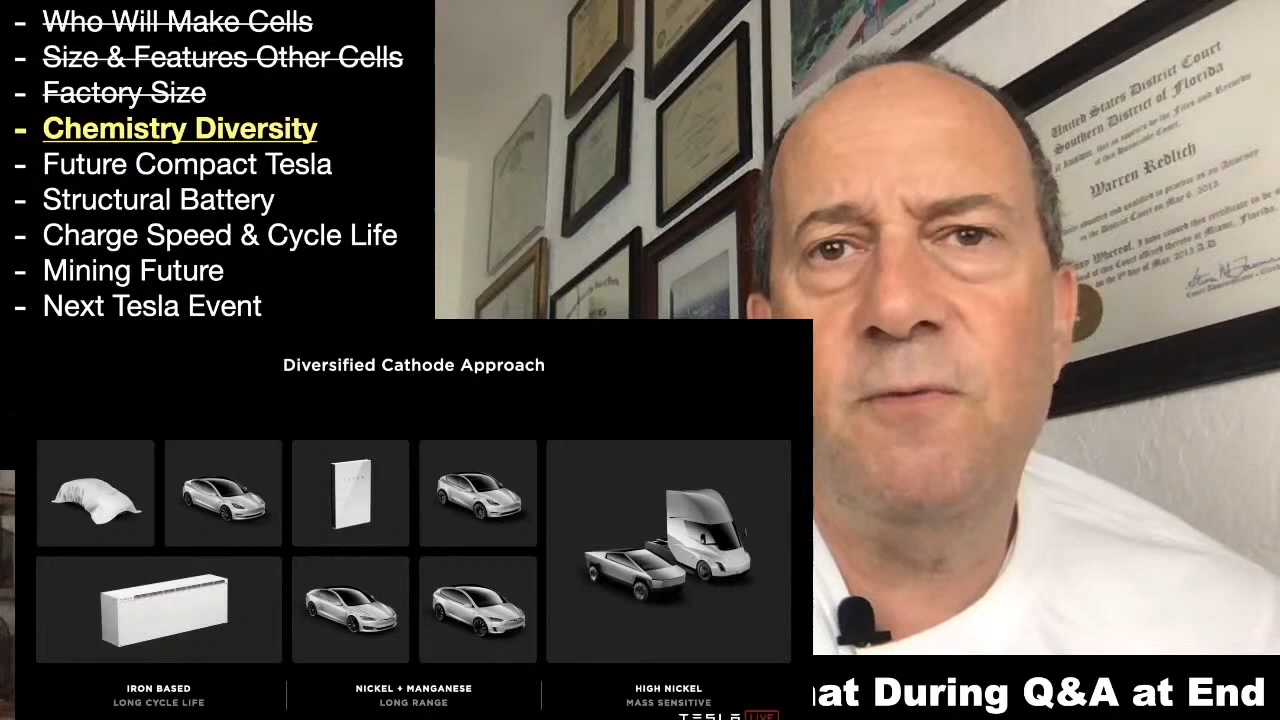 - Who Will Make Cells
- Size & Features Other Cells
- Factory Size
- Chemistry Diversity
- Future Compact Tesla
- Structural Battery
- Charge Speed & Cycle Life
- Mining Future
- Next Tesla Event
United States District Court
Southern District of Florida
Warren Redlich
Diversified Cathode Approach
IRON BASED
LONG CYCLE LIFE
NICKEL + MANGANESE
LONG RANGE
HIGH NICKEL
MASS SENSITIVE
TESLA LIVE
at During Q&A at End